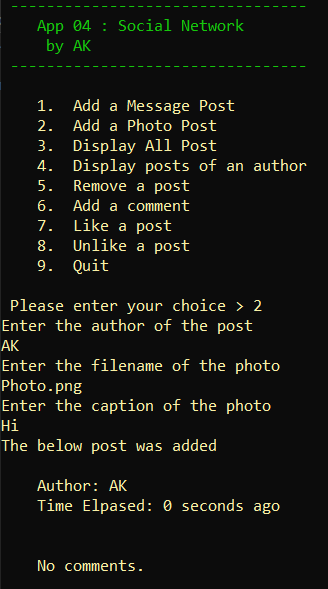 ---------------------------------
App 04 : Social Network
by AK
---------------------------------
1. Add a Message Post
2. Add a Photo Post
3. Display All Post
4. Display posts of an author
5. Remove a post
6. Add a comment
7. Like a post
8. Unlike a post
9. Quit
Please enter your choice > 2
Enter the author of the post
AK
Enter the filename of the photo
Photo.png
Enter the caption of the photo
Hi
The below post was added
Author: AK
Time Elpased: 0 seconds ago
No comments.